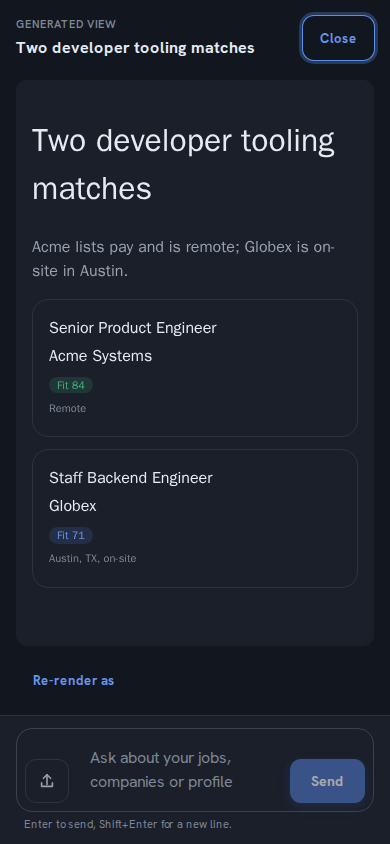 GENERATED VIEW
Two developer tooling matches
Close
Two developer tooling
matches
Acme lists pay and is remote; Globex is on-
site in Austin.
Senior Product Engineer
Acme Systems
Fit 84
Remote
Staff Backend Engineer
Globex
Fit 71
Austin, TX, on-site
Re-render as
Ask about your jobs,
companies or profile
Send
Enter to send, Shift+Enter for a new line.